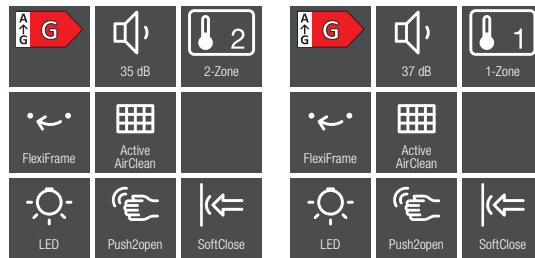 A
G
G
2
35 dB
2-Zone
FlexiFrame
Active
AirClean
LED
Push2open
SoftClose
A
G
G
1
37 dB
1-Zone
FlexiFrame
Active
AirClean
LED
Push2open
SoftClose